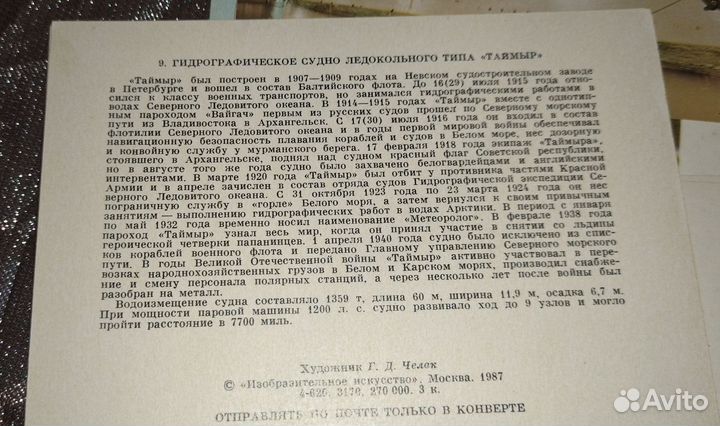 9. ГИДРОГРАФИЧЕСКОЕ СУДНО ЛЕДОКОЛЬНОГО ТИПА «ТАЙМЫР»
«Таймыр» был построен в 1907—1909 годах на Невском судостроительном заводе
в Петербурге и вошел в состав Балтийского флота. До 16(29) июля 1915 года отно-
сился к классу военных транспортов, но занимался гидрографическими работами в
водах Северного Ледовитого океана. В 1914—1915 годах «Таймыр» вместе с однотип-
ным пароходом «Вайгач» первым из русских судов прошел по Северному морскому
пути из Владивостока в Архангельск. С 17(30) июля 1916 года он входил в состав
флотилии Северного Ледовитого океана и в годы первой мировой войны обеспечивал
навигационную безопасность плавания кораблей и судов в Белом море, нес дозорную
и конвойную службу у мурманского берега. 17 февраля 1918 года экипаж «Таймыра»,
стоявшего в Архангельске, поднял над судном красный флаг Советской республики,
но в августе того же года судно было захвачено белогвардейцами и английскими
интервентами. В марте 1920 года «Таймыр» был отбит у противника частями Красной
Армии и в апреле зачислен в состав отряда судов Гидрографической экспедиции Се-
верного Ледовитого океана. С 31 октября 1923 года по 23 марта 1924 года он нес
пограничную службу в «горле» Белого моря, а затем вернулся к своим привычным
занятиям — выполнению гидрографических работ в водах Арктики. В период с января
по май 1932 года временно носил наименование «Метеоролог». В феврале 1938 года
пароход «Таймыр» узнал весь мир, когда он принял участие в снятии со льдины
героической четверки папанинцев. 1 апреля 1940 года судно было исключено из спис-
ков кораблей военного флота и передано Главному управлению Северного морского
пути. В годы Великой Отечественной войны «Таймыр» активно участвовал в пере-
возках народнохозяйственных грузов в Белом и Карском морях, производил снабже-
ние и смену персонала полярных станций, а через несколько лет после войны был
разобран на металл.
Водоизмещение судна составляло 1359 т, длина 60 м, ширина 11,9 м, осадка 6,7 м.
При мощности паровой машины 1200 л. с. судно развивало ход до 9 узлов и могло
пройти расстояние в 7700 миль.
Художник Г. Д. Челак
© «Изобразительное искусство». Москва. 1987
4-626. 3170. 270 000. 3 к.
ОТПРАВЛЯТЬ ПО ПОЧТЕ ТОЛЬКО В КОНВЕРТЕ
Avito